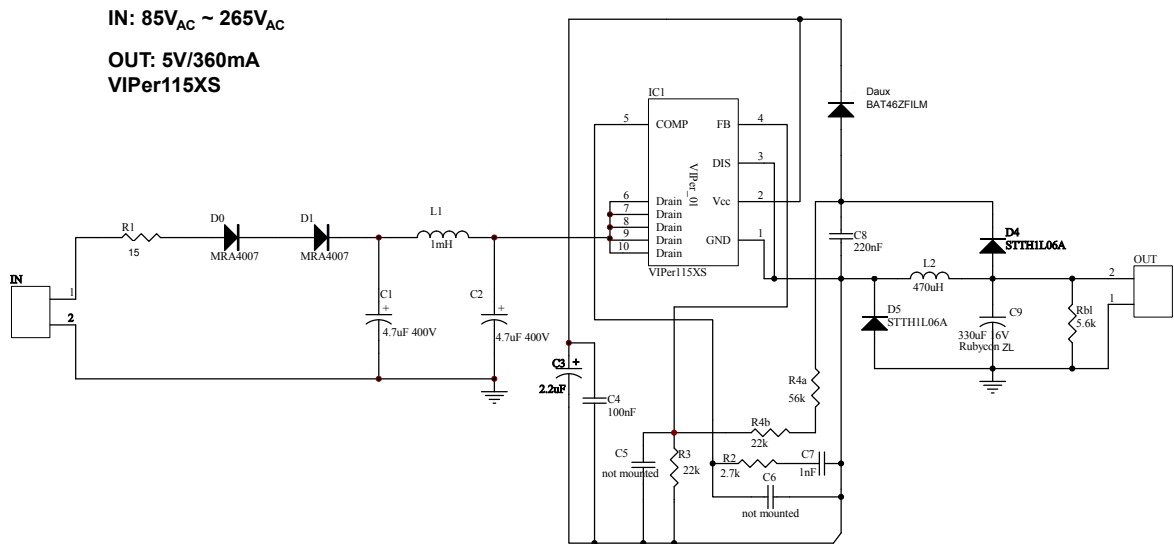 IN: 85VAC ~ 265VAC
OUT: 5V/360mA
VIPer115XS
IC1
5
COMP
FB
4
DIS
3
VIPer_01
Vcc
2
6
Drain
7
Drain
8
Drain
9
Drain
10
Drain
GND
1
VIPer115XS
Daux
BAT46ZFILM
R1
15
D0
MRA4007
D1
MRA4007
L1
1mH
C8
220nF
D4
STTH1L06A
L2
470uH
OUT
2
1
IN
1
2
C1
+
4.7uF 400V
C2
+
4.7uF 400V
D5
STTH1L06A
C9
330uF 16V
Rubycon ZL
Rbl
5.6k
C3
+
2.2uF
C4
100nF
R4a
56k
R4b
22k
C5
not mounted
R3
22k
R2
2.7k
C7
1nF
C6
not mounted